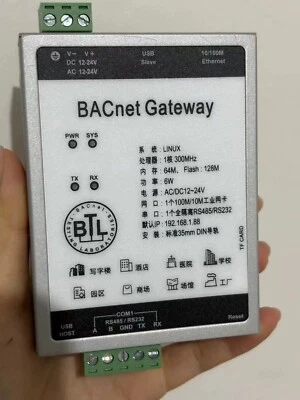 V− V+
DC 12-24V
AC 12-24V
USB
Slave
10/100M
Ethernet
BACnet Gateway
PWR SYS
TX RX
系 统: LINUX
处理器: 1核 300MHz
内 存: 64M, Flash: 128M
功 率: 6W
电 源: AC/DC12~24V
网 口: 1个100M/10M工业网卡
串 口: 1个全隔离RS485/RS232
默认IP: 192.168.1.88
安 装: 标准35mm DIN导轨
BTL
TF CARD
写字楼 酒店 医院 学校
园区 商场 场馆 工厂
USB
HOST
COM1
RS485 / RS232
A B GND TX RX
Reset